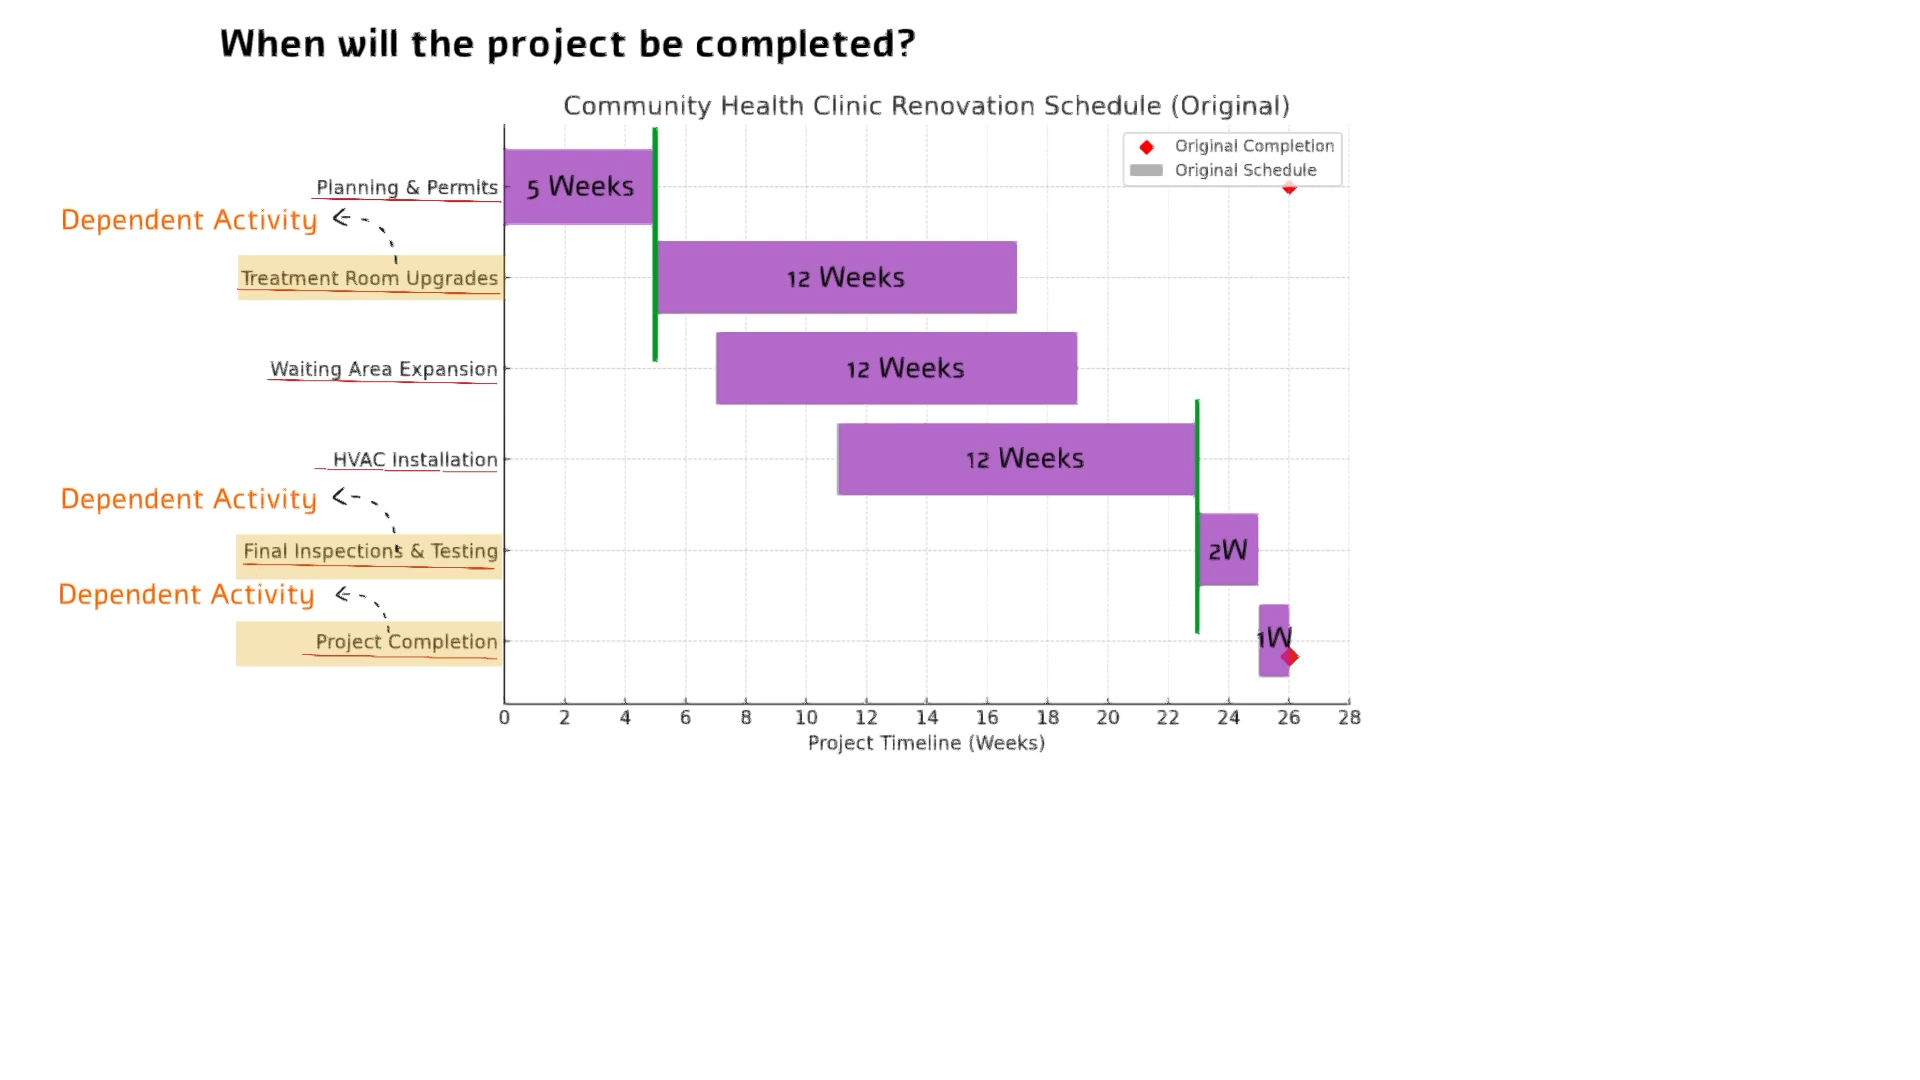 When will the project be completed?
Community Health Clinic Renovation Schedule (Original)
Original Completion
Original Schedule
Planning & Permits
5 Weeks
Dependent Activity
Treatment Room Upgrades
12 Weeks
Waiting Area Expansion
12 Weeks
HVAC Installation
12 Weeks
Dependent Activity
Final Inspections & Testing
2W
Dependent Activity
Project Completion
1W
0 2 4 6 8 10 12 14 16 18 20 22 24 26 28
Project Timeline (Weeks)